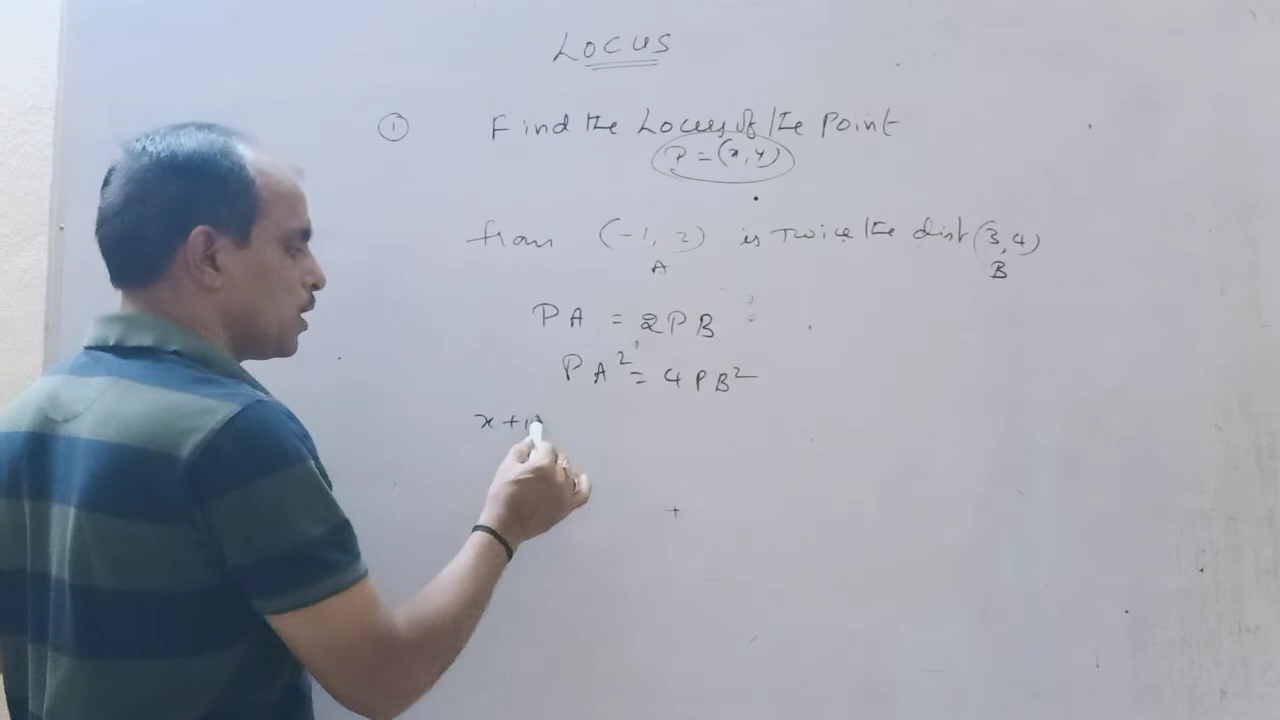 LOCUS
① Find the Locus of the Point
P = (x, y)
from (-1, 2) is Twice the dist (3, 4)
A B
PA = 2PB
PA² = 4PB²
x + 1